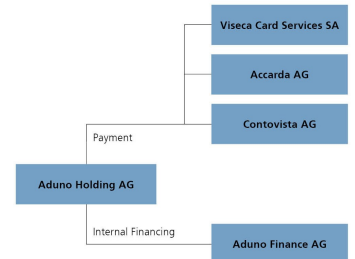 Viseca Card Services SA
Accarda AG
Contovista AG
Payment
Aduno Holding AG
Internal Financing
Aduno Finance AG